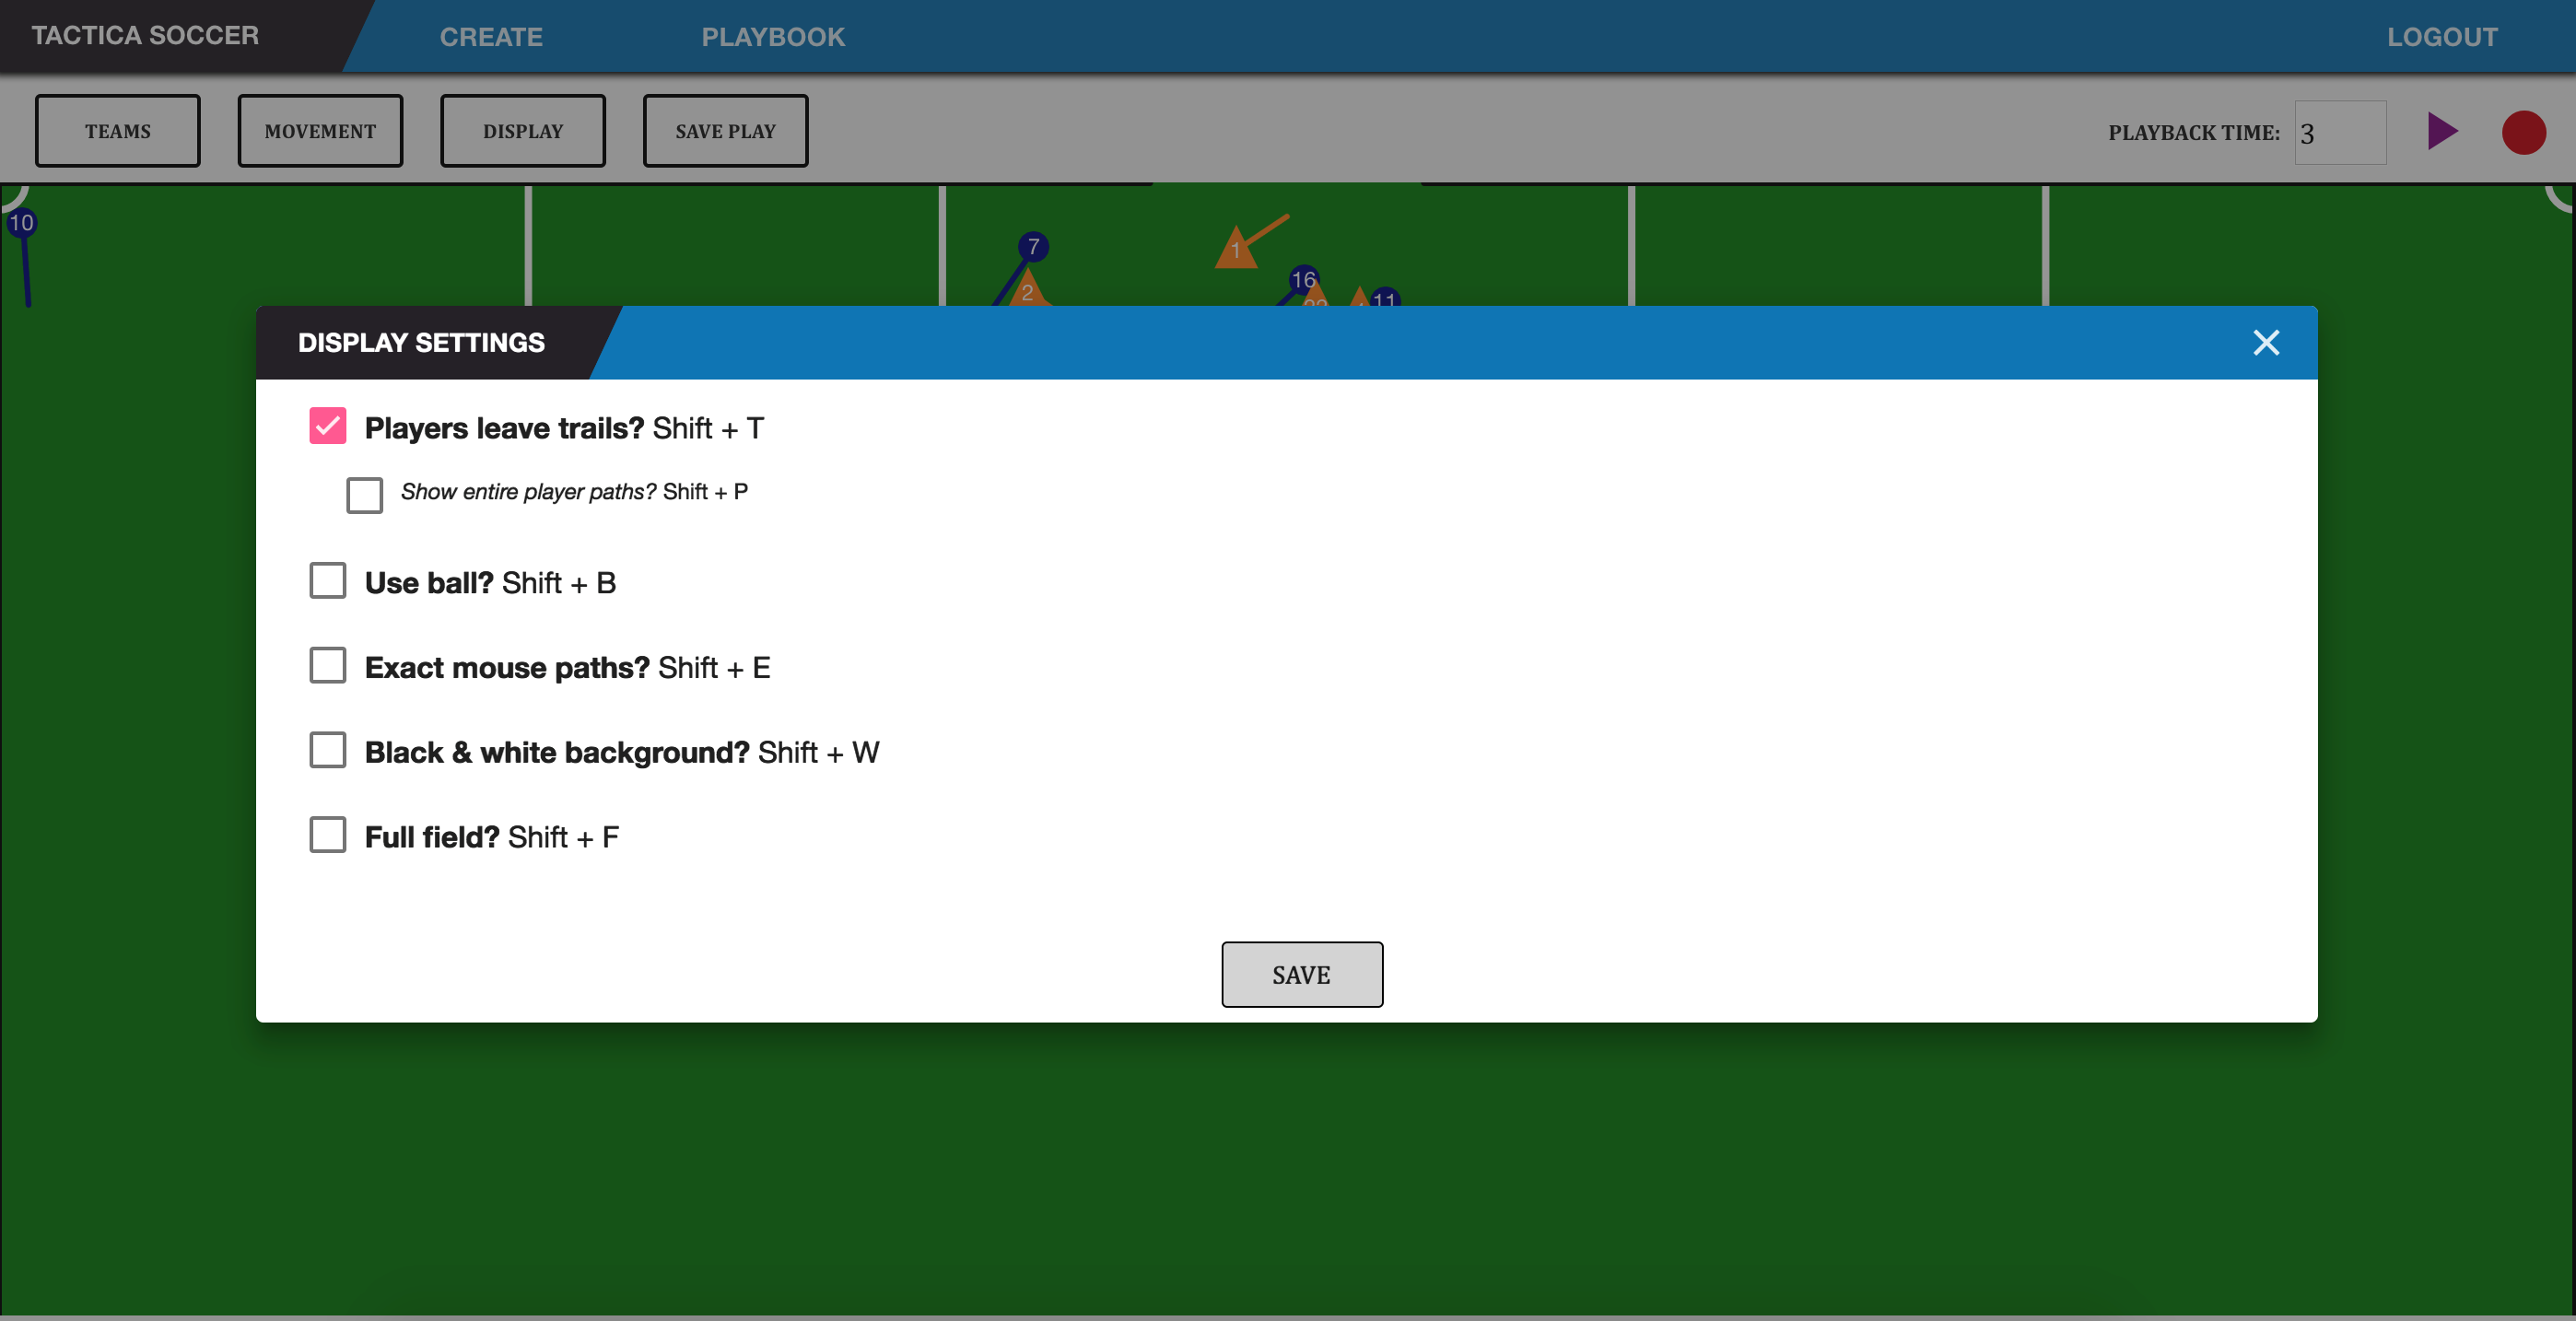 TACTICA SOCCER
CREATE
PLAYBOOK
LOGOUT
TEAMS
MOVEMENT
DISPLAY
SAVE PLAY
PLAYBACK TIME:
3
10
7
1
2
16
11
DISPLAY SETTINGS
Players leave trails? Shift + T
Show entire player paths? Shift + P
Use ball? Shift + B
Exact mouse paths? Shift + E
Black & white background? Shift + W
Full field? Shift + F
SAVE